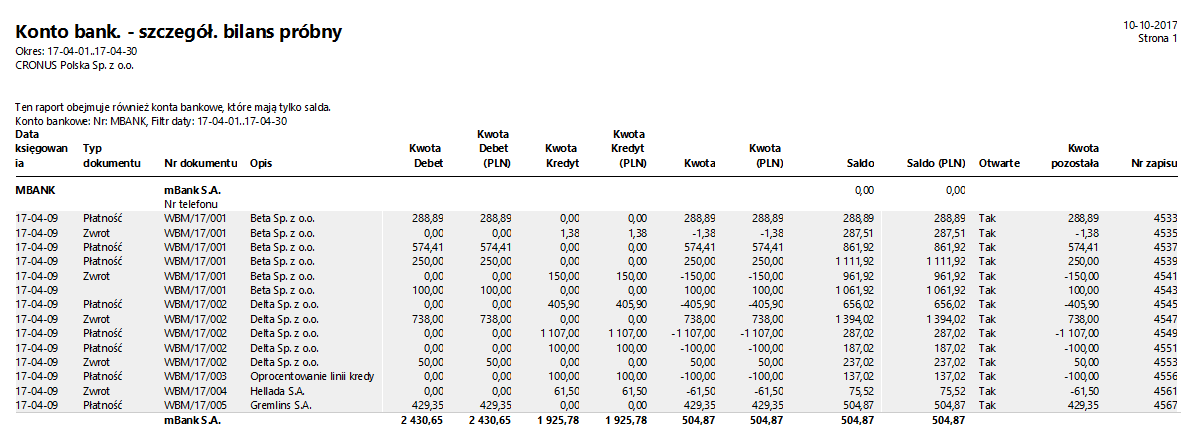 Konto bank. - szczegół. bilans próbny
10-10-2017
Okres: 17-04-01..17-04-30
Strona 1
CRONUS Polska Sp. z o.o.
Ten raport obejmuje również konta bankowe, które mają tylko salda.
Konto bankowe: Nr: MBANK, Filtr daty: 17-04-01..17-04-30
Data księgowan ia Typ dokumentu Nr dokumentu Opis Kwota Debet Kwota Debet (PLN) Kwota Kredyt Kwota Kredyt (PLN) Kwota Kwota (PLN) Saldo Saldo (PLN) Otwarte Kwota pozostała Nr zapisu
MBANK mBank S.A. 0,00 0,00
Nr telefonu
17-04-09 Płatność WBM/17/001 Beta Sp. z o.o. 288,89 288,89 0,00 0,00 288,89 288,89 288,89 288,89 Tak 288,89 4533
17-04-09 Zwrot WBM/17/001 Beta Sp. z o.o. 0,00 0,00 1,38 1,38 -1,38 -1,38 287,51 287,51 Tak -1,38 4535
17-04-09 Płatność WBM/17/001 Beta Sp. z o.o. 574,41 574,41 0,00 0,00 574,41 574,41 861,92 861,92 Tak 574,41 4537
17-04-09 Płatność WBM/17/001 Beta Sp. z o.o. 250,00 250,00 0,00 0,00 250,00 250,00 1 111,92 1 111,92 Tak 250,00 4539
17-04-09 Zwrot WBM/17/001 Beta Sp. z o.o. 0,00 0,00 150,00 150,00 -150,00 -150,00 961,92 961,92 Tak -150,00 4541
17-04-09 WBM/17/001 Beta Sp. z o.o. 100,00 100,00 0,00 0,00 100,00 100,00 1 061,92 1 061,92 Tak 100,00 4543
17-04-09 Płatność WBM/17/002 Delta Sp. z o.o. 0,00 0,00 405,90 405,90 -405,90 -405,90 656,02 656,02 Tak -405,90 4545
17-04-09 Zwrot WBM/17/002 Delta Sp. z o.o. 738,00 738,00 0,00 0,00 738,00 738,00 1 394,02 1 394,02 Tak 738,00 4547
17-04-09 Płatność WBM/17/002 Delta Sp. z o.o. 0,00 0,00 1 107,00 1 107,00 -1 107,00 -1 107,00 287,02 287,02 Tak -1 107,00 4549
17-04-09 Płatność WBM/17/002 Delta Sp. z o.o. 0,00 0,00 100,00 100,00 -100,00 -100,00 187,02 187,02 Tak -100,00 4551
17-04-09 Zwrot WBM/17/002 Delta Sp. z o.o. 50,00 50,00 0,00 0,00 50,00 50,00 237,02 237,02 Tak 50,00 4553
17-04-09 Płatność WBM/17/003 Oprocentowanie linii kredy 0,00 0,00 100,00 100,00 -100,00 -100,00 137,02 137,02 Tak -100,00 4556
17-04-09 Zwrot WBM/17/004 Hellada S.A. 0,00 0,00 61,50 61,50 -61,50 -61,50 75,52 75,52 Tak -61,50 4561
17-04-09 Płatność WBM/17/005 Gremlins S.A. 429,35 429,35 0,00 0,00 429,35 429,35 504,87 504,87 Tak 429,35 4567
mBank S.A. 2 430,65 2 430,65 1 925,78 1 925,78 504,87 504,87 504,87 504,87